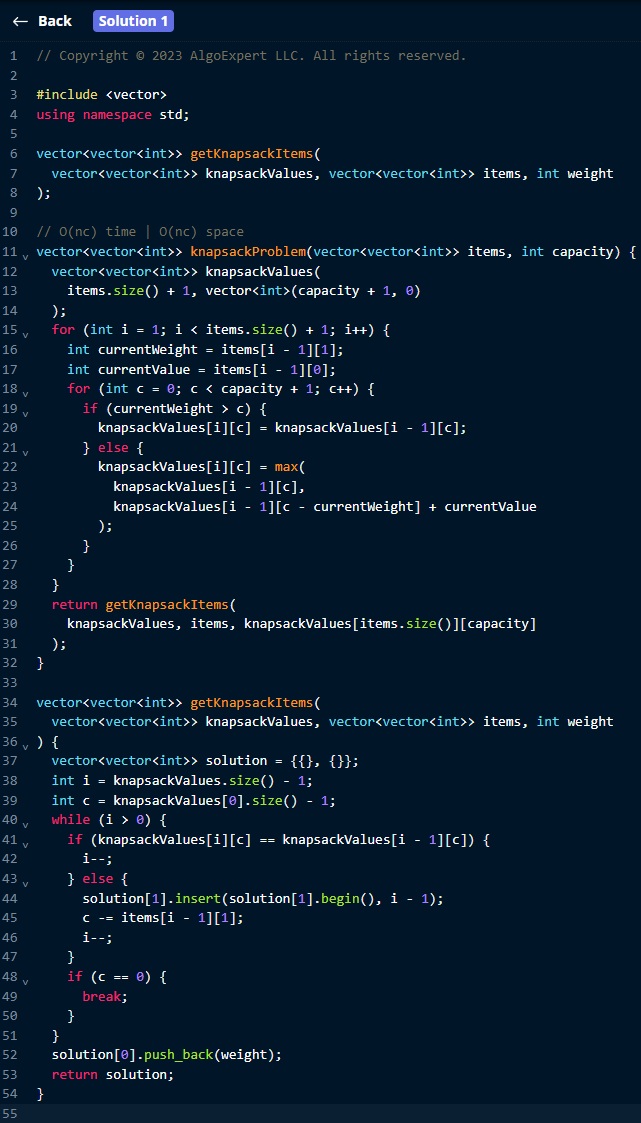 ← Back Solution 1
1 // Copyright © 2023 AlgoExpert LLC. All rights reserved.
2
3 #include <vector>
4 using namespace std;
5
6 vector<vector<int>> getKnapsackItems(
7   vector<vector<int>> knapsackValues, vector<vector<int>> items, int weight
8 );
9
10 // O(nc) time | O(nc) space
11 vector<vector<int>> knapsackProblem(vector<vector<int>> items, int capacity) {
12   vector<vector<int>> knapsackValues(
13     items.size() + 1, vector<int>(capacity + 1, 0)
14   );
15   for (int i = 1; i < items.size() + 1; i++) {
16     int currentWeight = items[i - 1][1];
17     int currentValue = items[i - 1][0];
18     for (int c = 0; c < capacity + 1; c++) {
19       if (currentWeight > c) {
20         knapsackValues[i][c] = knapsackValues[i - 1][c];
21       } else {
22         knapsackValues[i][c] = max(
23           knapsackValues[i - 1][c],
24           knapsackValues[i - 1][c - currentWeight] + currentValue
25         );
26       }
27     }
28   }
29   return getKnapsackItems(
30     knapsackValues, items, knapsackValues[items.size()][capacity]
31   );
32 }
33
34 vector<vector<int>> getKnapsackItems(
35   vector<vector<int>> knapsackValues, vector<vector<int>> items, int weight
36 ) {
37   vector<vector<int>> solution = {{}, {}};
38   int i = knapsackValues.size() - 1;
39   int c = knapsackValues[0].size() - 1;
40   while (i > 0) {
41     if (knapsackValues[i][c] == knapsackValues[i - 1][c]) {
42       i--;
43     } else {
44       solution[1].insert(solution[1].begin(), i - 1);
45       c -= items[i - 1][1];
46       i--;
47     }
48     if (c == 0) {
49       break;
50     }
51   }
52   solution[0].push_back(weight);
53   return solution;
54 }
55